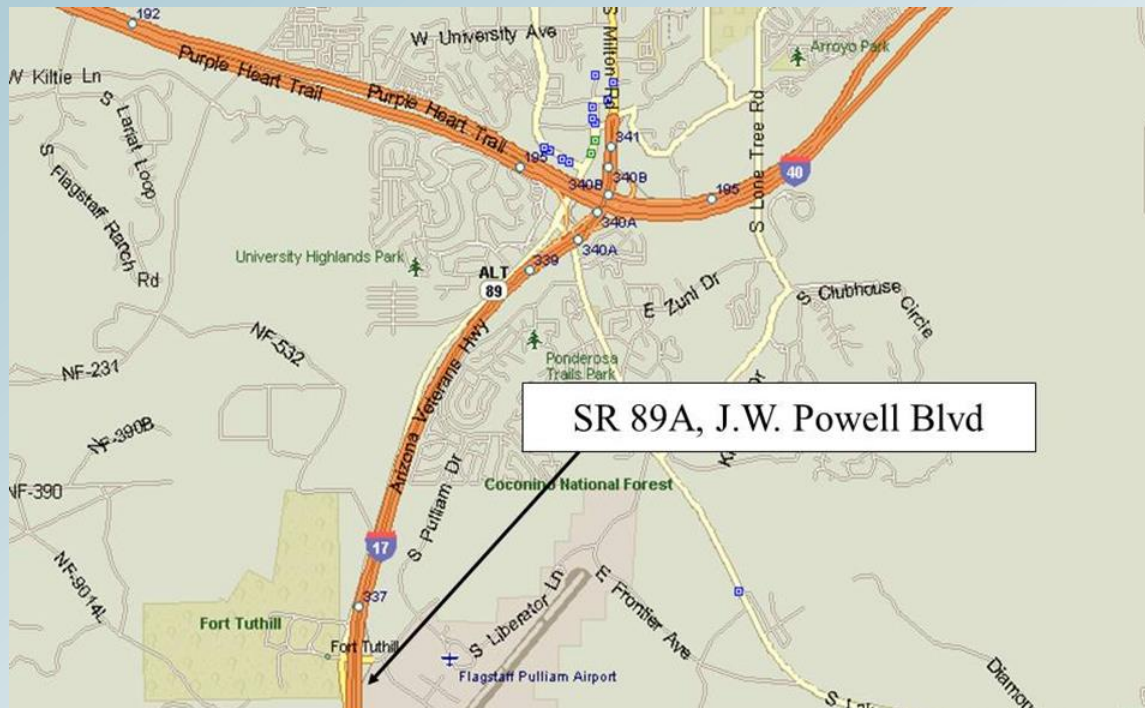 192
W University Ave
S Milton Rd
Arroyo Park
W Kiltie Ln
Purple Heart Trail
Purple Heart Trail
S Lariat Loop
S Lone Tree Rd
341
195
340B
340B
40
195
S Flagstaff Ranch Rd
340A
340A
University Highlands Park
ALT
89
339
E Zuni Dr
S Clubhouse Circle
NF-532
Arizona Veterans Hwy
Ponderosa
Trails Park
NF-231
SR 89A, J.W. Powell Blvd
NF-390B
Dr
NF-390
S Pulliam Dr
Coconino National Forest
17
NF-9014L
337
S Liberator Ln
E Frontier Ave
Fort Tuthill
Fort Tuthill
Flagstaff Pulliam Airport
Diamon
S Lak